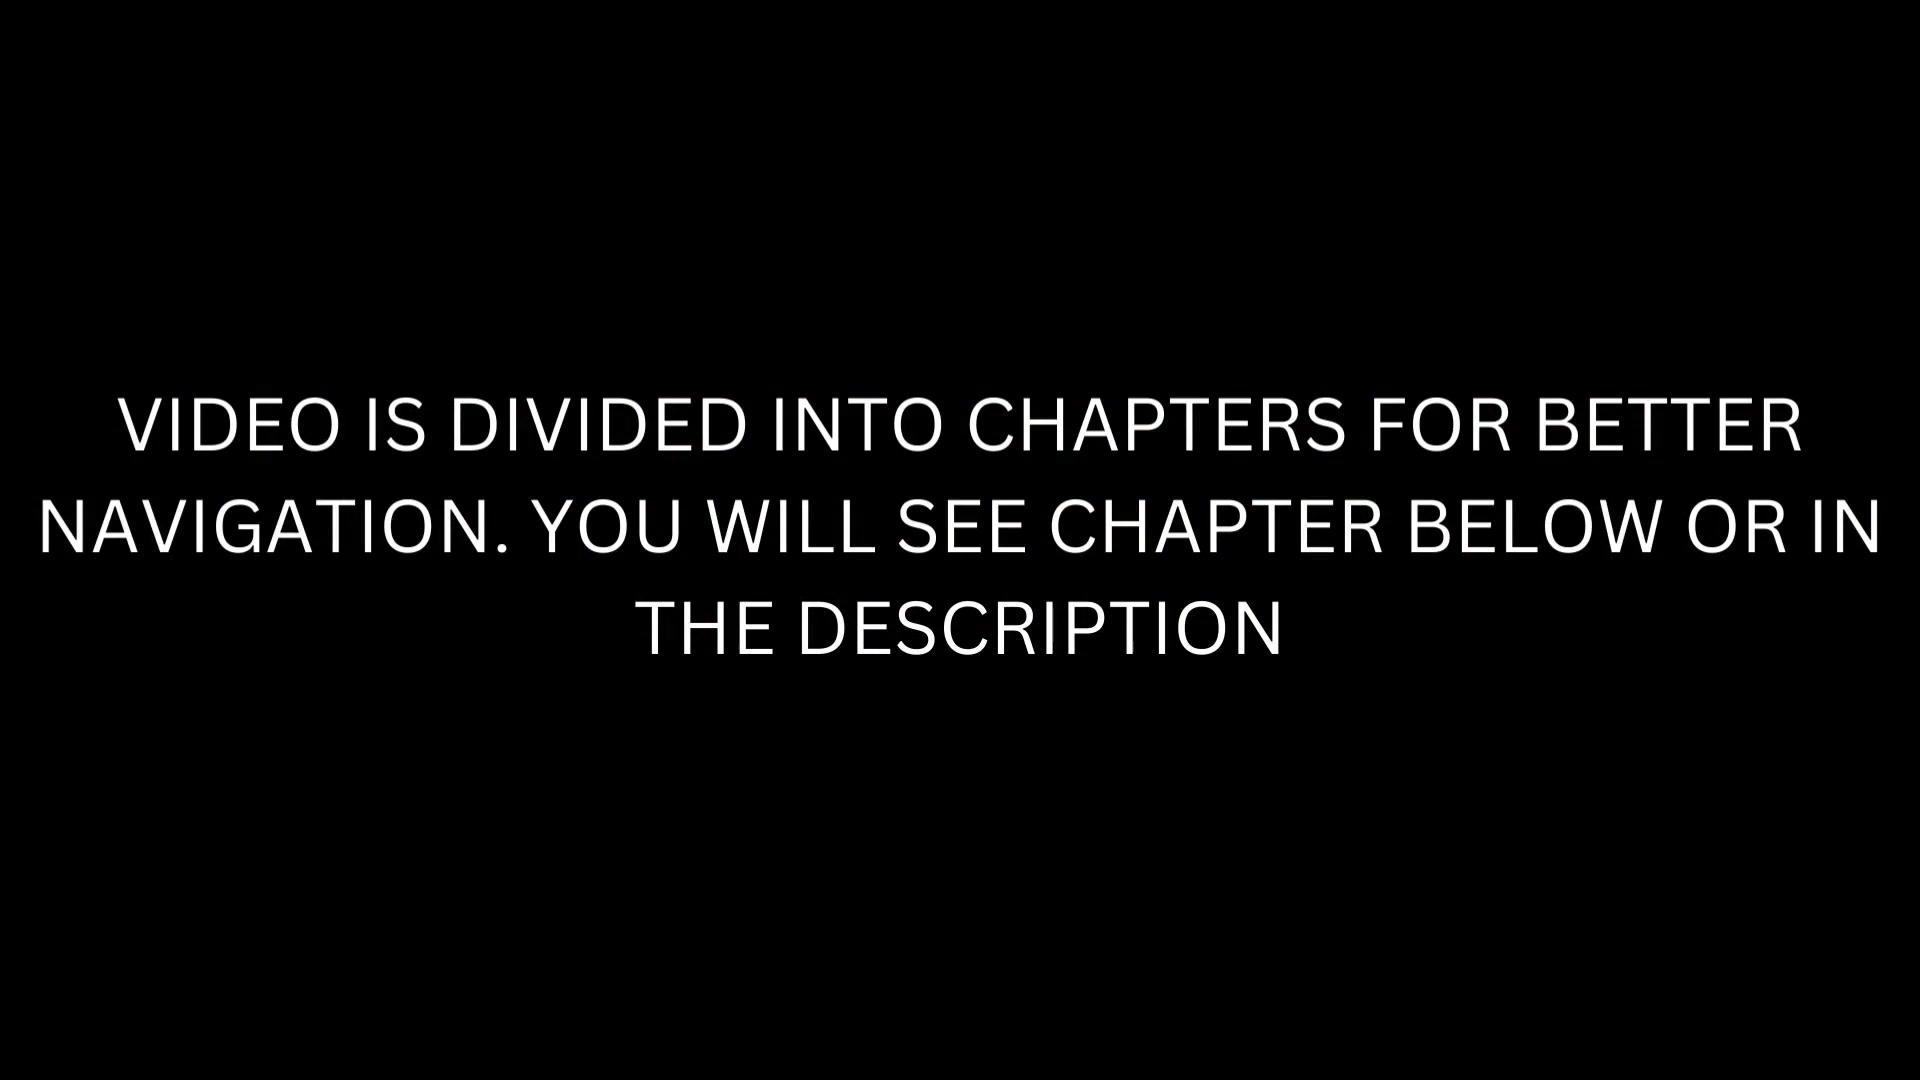 VIDEO IS DIVIDED INTO CHAPTERS FOR BETTER
NAVIGATION. YOU WILL SEE CHAPTER BELOW OR IN
THE DESCRIPTION